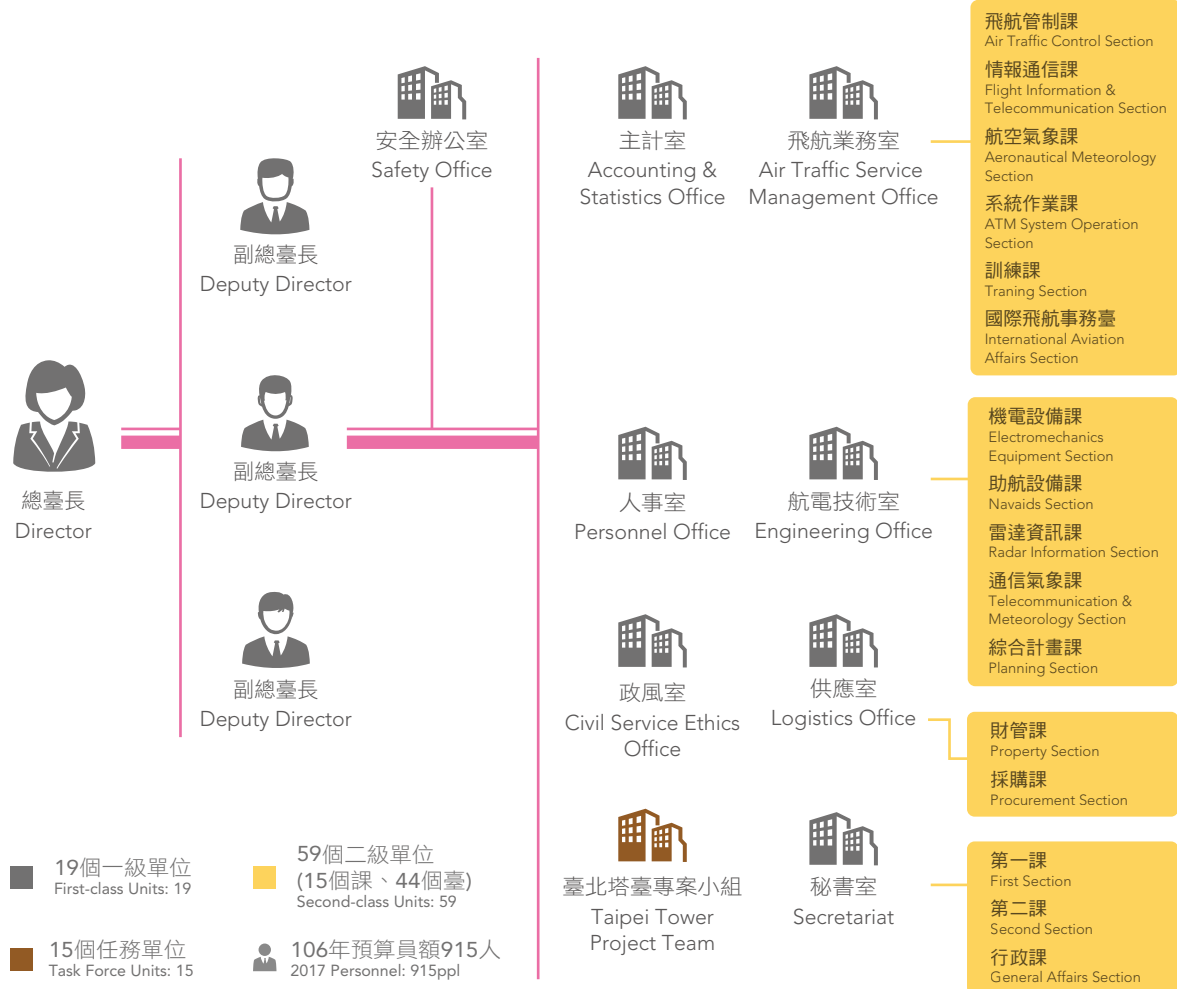 總臺長
Director
副總臺長
Deputy Director
副總臺長
Deputy Director
副總臺長
Deputy Director
安全辦公室
Safety Office
主計室
Accounting &
Statistics Office
飛航業務室
Air Traffic Service
Management Office
飛航管制課
Air Traffic Control Section
情報通信課
Flight Information &
Telecommunication Section
航空氣象課
Aeronautical Meteorology
Section
系統作業課
ATM System Operation
Section
訓練課
Traning Section
國際飛航事務臺
International Aviation
Affairs Section
人事室
Personnel Office
航電技術室
Engineering Office
機電設備課
Electromechanics
Equipment Section
助航設備課
Navaids Section
雷達資訊課
Radar Information Section
通信氣象課
Telecommunication &
Meteorology Section
綜合計畫課
Planning Section
政風室
Civil Service Ethics
Office
供應室
Logistics Office
財管課
Property Section
採購課
Procurement Section
臺北塔臺專案小組
Taipei Tower
Project Team
秘書室
Secretariat
第一課
First Section
第二課
Second Section
行政課
General Affairs Section
19個一級單位
First-class Units: 19
59個二級單位
(15個課、44個臺)
Second-class Units: 59
15個任務單位
Task Force Units: 15
106年預算員額915人
2017 Personnel: 915ppl